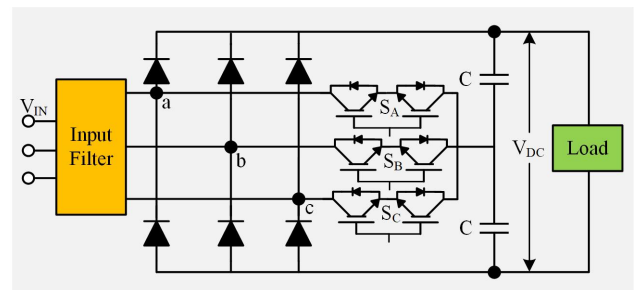 C
V_IN
a
S_A
Input
Filter
b
S_B
V_DC
Load
c
S_C
C